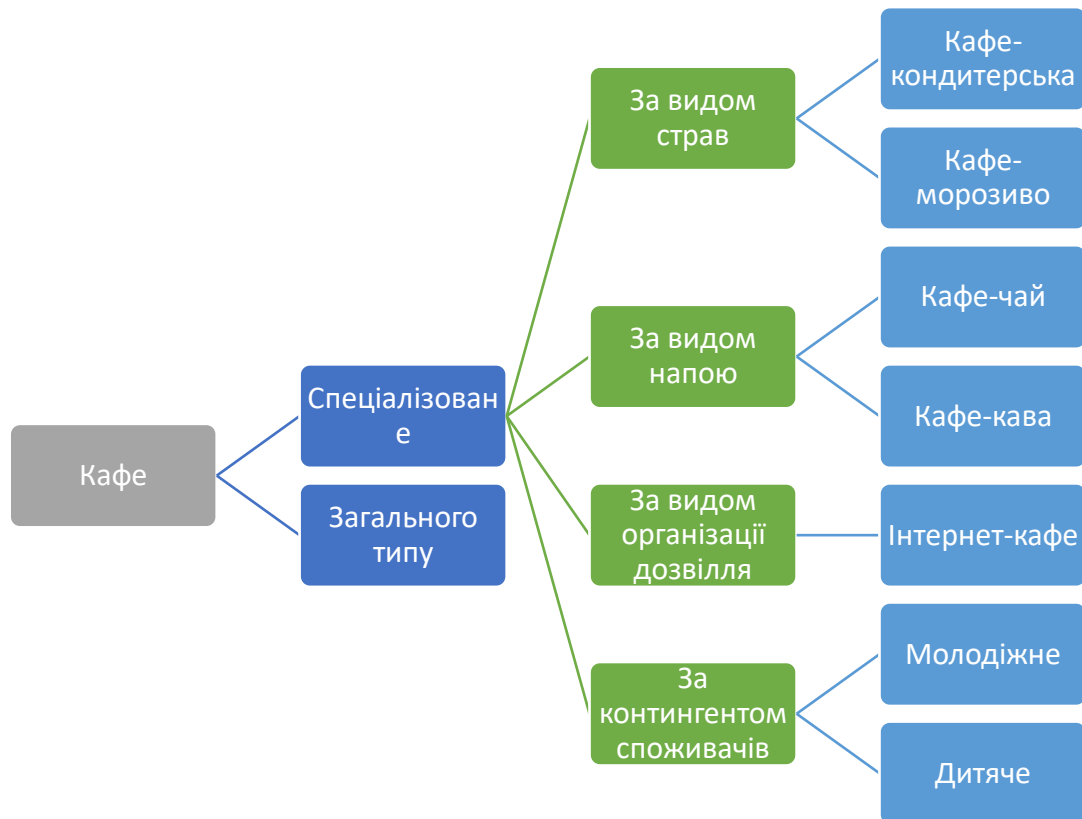 Кафе
Спеціалізован
е
Загального
типу
За видом
страв
За видом
напою
За видом
організації
дозвілля
За
контингентом
споживачів
Кафе-
кондитерська
Кафе-
морозиво
Кафе-чай
Кафе-кава
Інтернет-кафе
Молодіжне
Дитяче